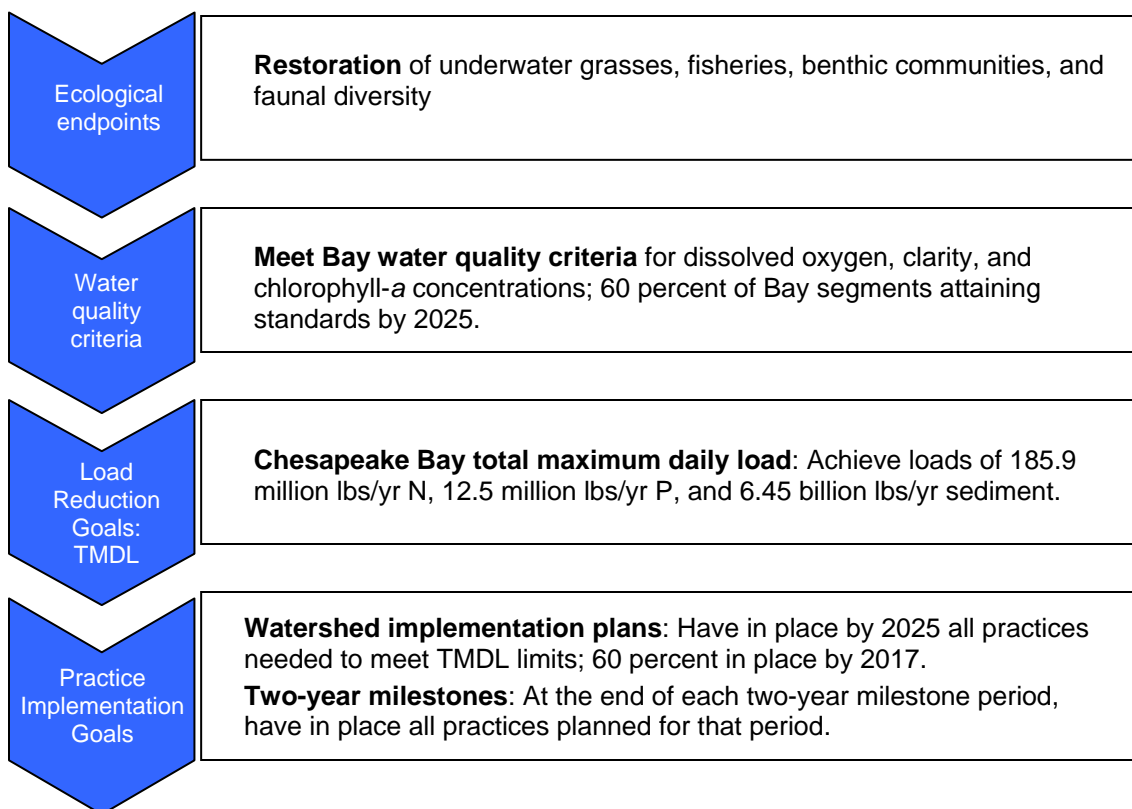 Ecological
endpoints
Restoration of underwater grasses, fisheries, benthic communities, and
faunal diversity
Water
quality
criteria
Meet Bay water quality criteria for dissolved oxygen, clarity, and
chlorophyll-a concentrations; 60 percent of Bay segments attaining
standards by 2025.
Load
Reduction
Goals:
TMDL
Chesapeake Bay total maximum daily load: Achieve loads of 185.9
million lbs/yr N, 12.5 million lbs/yr P, and 6.45 billion lbs/yr sediment.
Practice
Implementation
Goals
Watershed implementation plans: Have in place by 2025 all practices
needed to meet TMDL limits; 60 percent in place by 2017.
Two-year milestones: At the end of each two-year milestone period,
have in place all practices planned for that period.